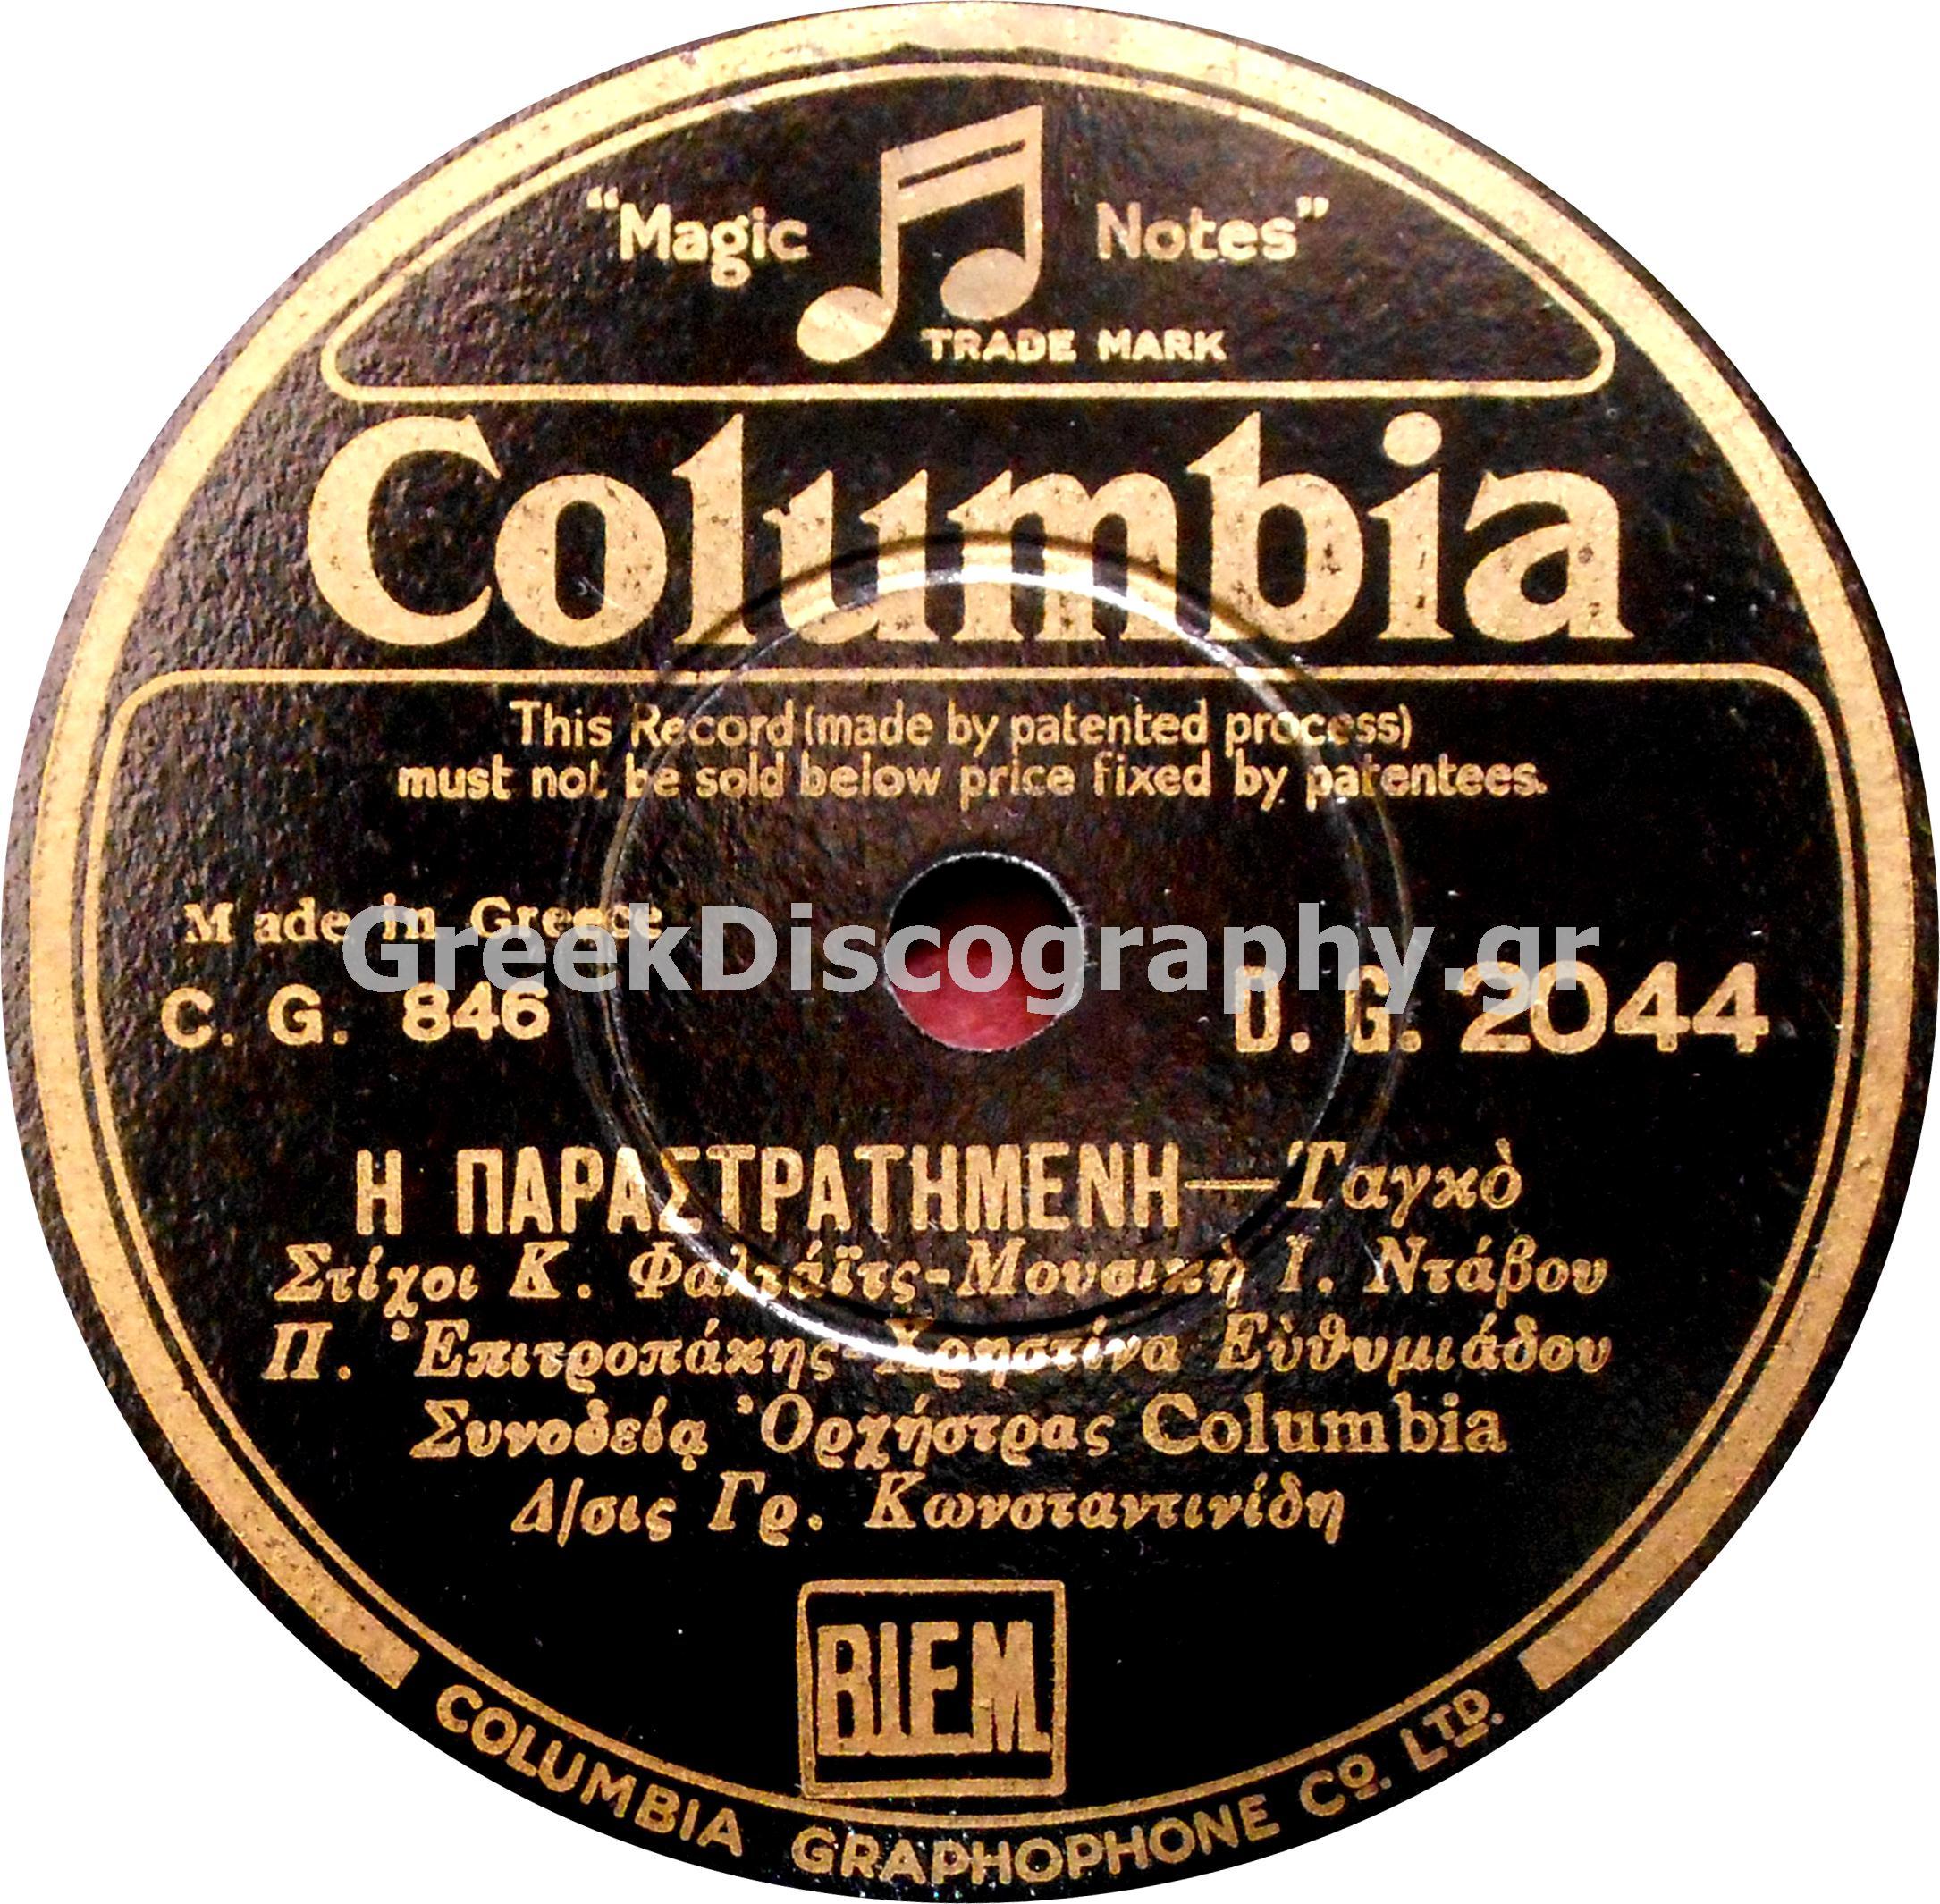 "Magic Notes"
TRADE MARK
Columbia
This Record (made by patented process)
must not be sold below price fixed by patentees.
Made in Greece
GreekDiscography.gr
C. G. 846
D. G. 2044
Η ΠΑΡΑΣΤΡΑΤΗΜΕΝΗ—Ταγκὸ
Στίχοι Κ. Φαλτάϊτς-Μουσικὴ Ι. Ντάβου
Π. Ἐπιτροπάκης Χρηστίνα Εὐθυμιάδου
Συνοδείᾳ Ὀρχήστρας Columbia
Δ/σις Γρ. Κωνσταντινίδη
BIEM
COLUMBIA GRAPHOPHONE CO. LTD.